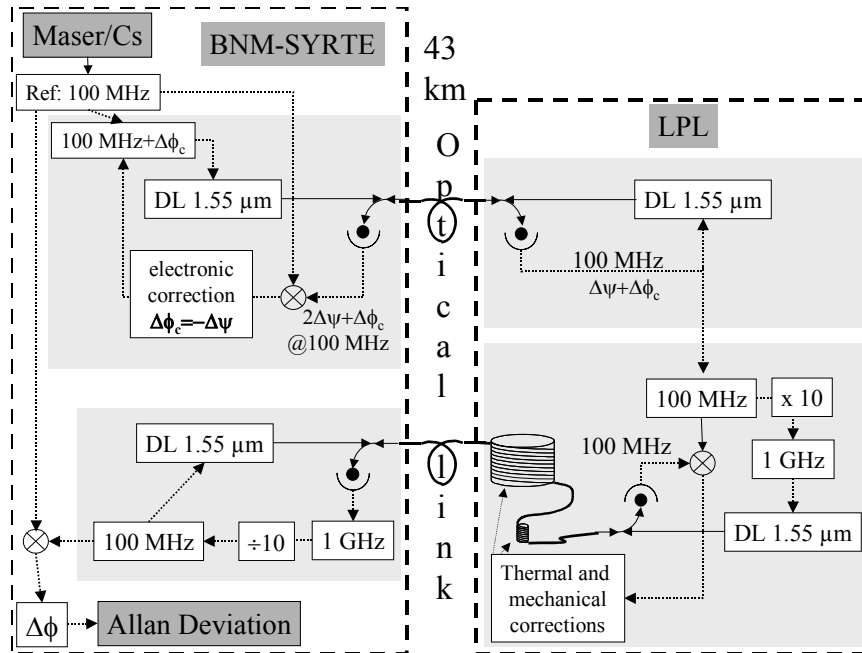 Maser/Cs
BNM-SYRTE
43
km
Optical
link
LPL
Ref: 100 MHz
100 MHz+Δϕc
DL 1.55 µm
electronic
correction
Δϕc=−Δψ
2Δψ+Δϕc
@100 MHz
DL 1.55 µm
100 MHz
Δψ+Δϕc
100 MHz
x 10
1 GHz
DL 1.55 µm
100 MHz
Thermal and
mechanical
corrections
DL 1.55 µm
100 MHz
÷10
1 GHz
Δϕ
Allan Deviation